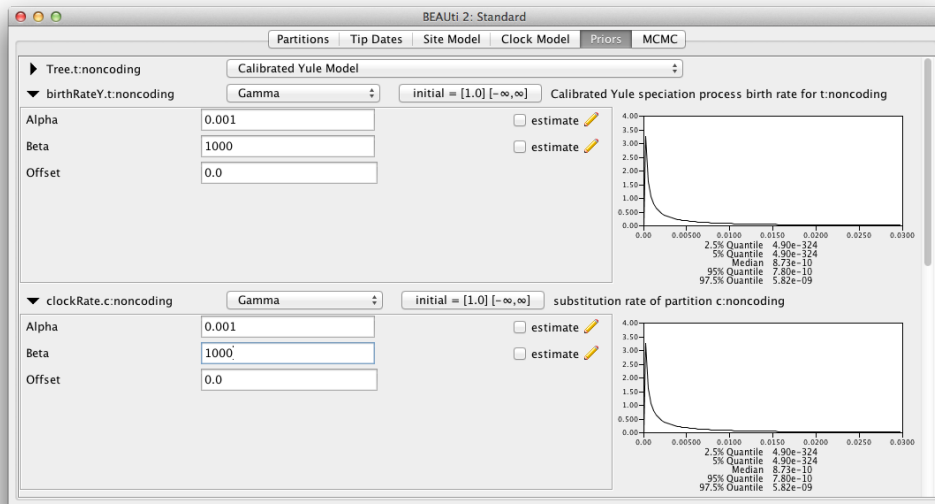 BEAUti 2: Standard
Partitions Tip Dates Site Model Clock Model Priors MCMC
Tree.t:noncoding Calibrated Yule Model
birthRateY.t:noncoding Gamma initial = [1.0] [-∞,∞] Calibrated Yule speciation process birth rate for t:noncoding
Alpha 0.001 estimate
Beta 1000 estimate
Offset 0.0
4.00
3.50
3.00
2.50
2.00
1.50
1.00
0.500
0.00
0.00 0.00500 0.0100 0.0150 0.0200 0.0250 0.0300
2.5% Quantile 4.90e-324
5% Quantile 4.90e-324
Median 8.73e-10
95% Quantile 7.80e-10
97.5% Quantile 5.82e-09
clockRate.c:noncoding Gamma initial = [1.0] [-∞,∞] substitution rate of partition c:noncoding
Alpha 0.001 estimate
Beta 1000 estimate
Offset 0.0
4.00
3.50
3.00
2.50
2.00
1.50
1.00
0.500
0.00
0.00 0.00500 0.0100 0.0150 0.0200 0.0250 0.0300
2.5% Quantile 4.90e-324
5% Quantile 4.90e-324
Median 8.73e-10
95% Quantile 7.80e-10
97.5% Quantile 5.82e-09